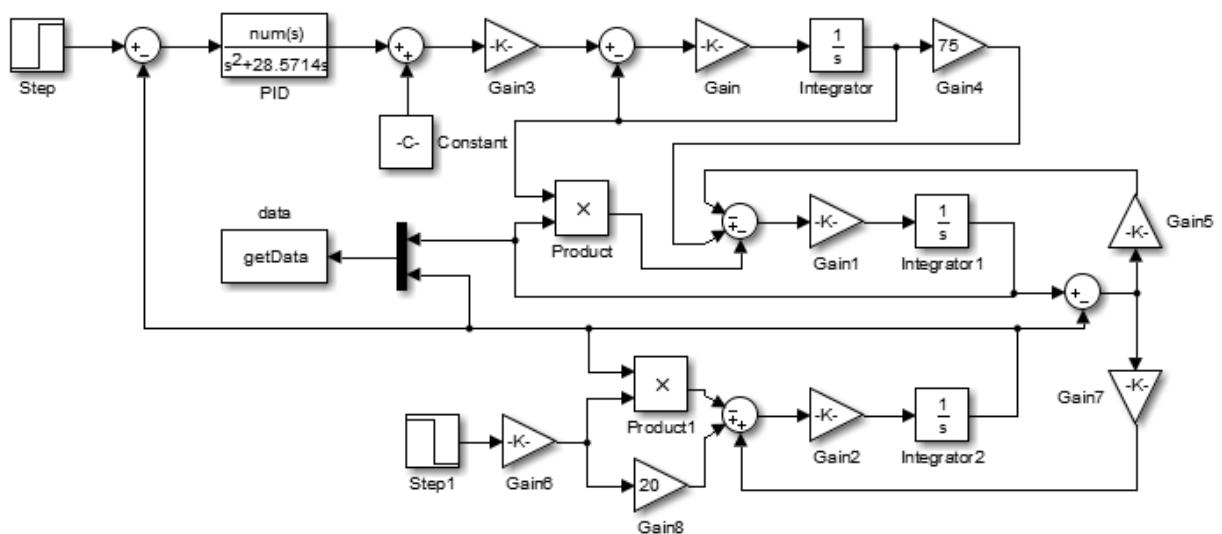 Step
num(s)
s²+28.5714s
PID
+
−
+
+
-C-
Constant
-K-
Gain3
+
−
-K-
Gain
1
s
Integrator
75
Gain4
data
getData
×
Product
−
+
−
-K-
Gain1
1
s
Integrator1
-K-
Gain5
+
−
Step1
-K-
Gain6
×
Product1
20
Gain8
−
+
+
-K-
Gain2
1
s
Integrator2
-K-
Gain7